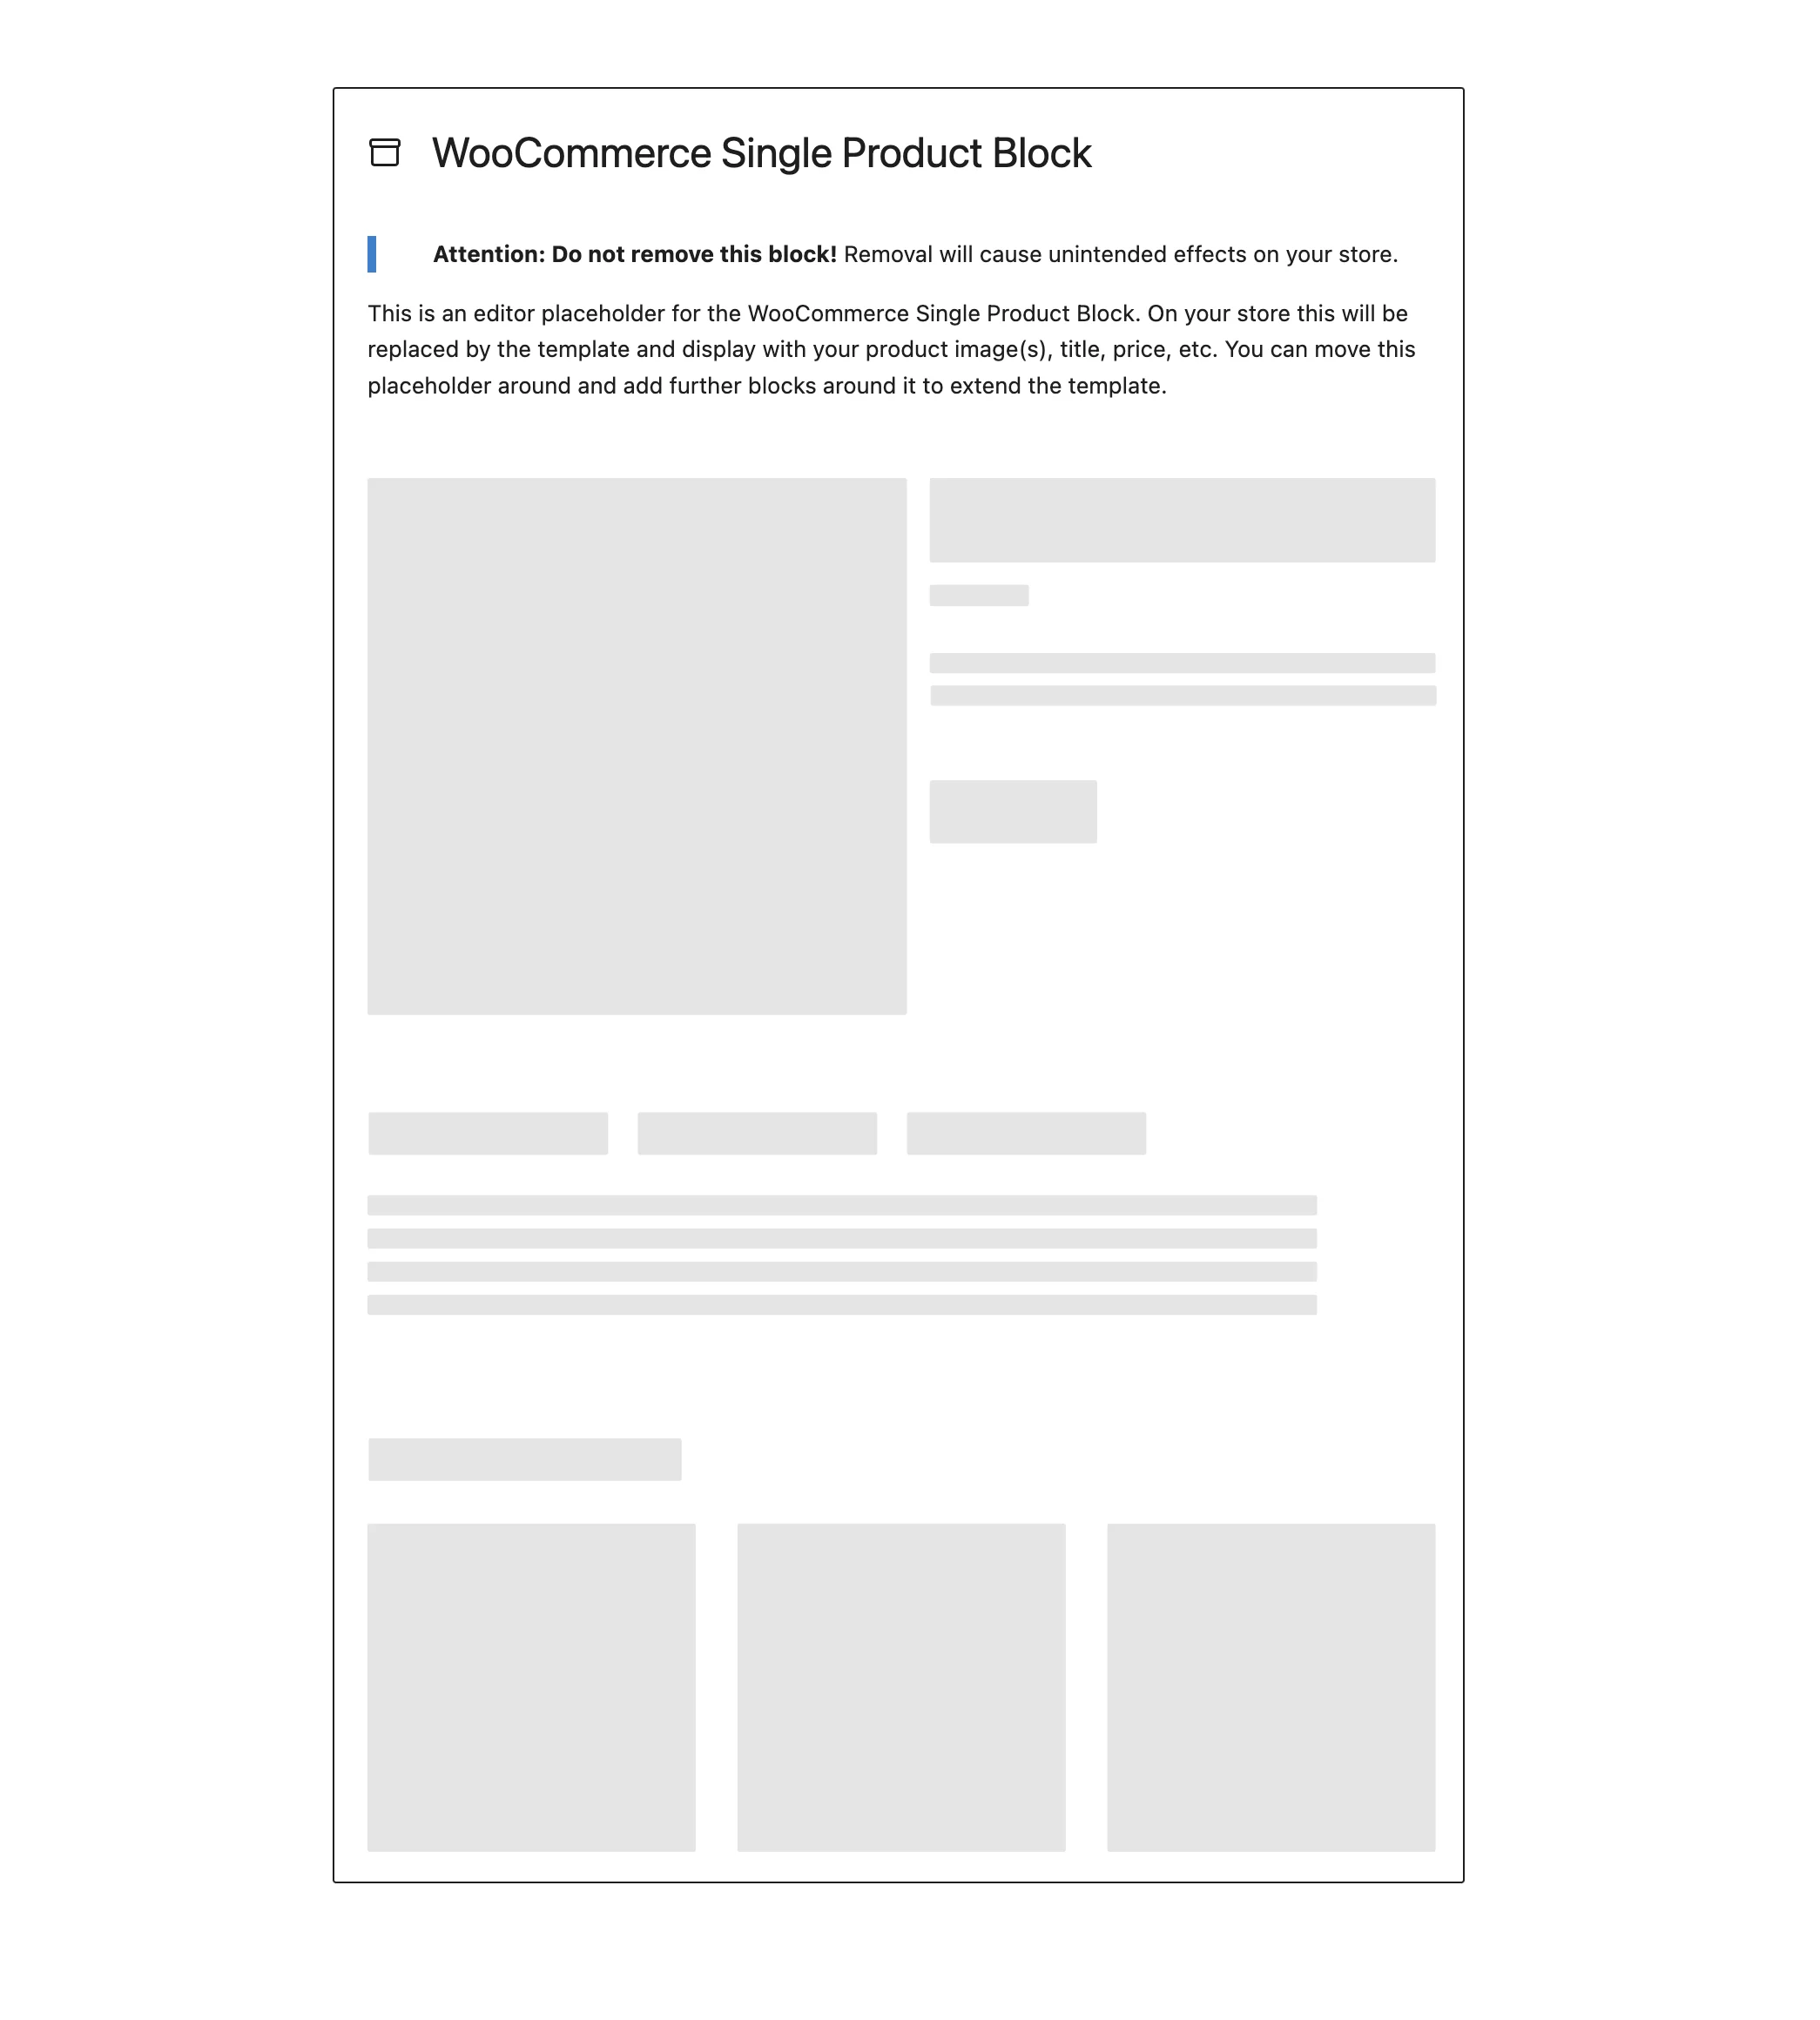 WooCommerce Single Product Block
Attention: Do not remove this block! Removal will cause unintended effects on your store.
This is an editor placeholder for the WooCommerce Single Product Block. On your store this will be
replaced by the template and display with your product image(s), title, price, etc. You can move this
placeholder around and add further blocks around it to extend the template.